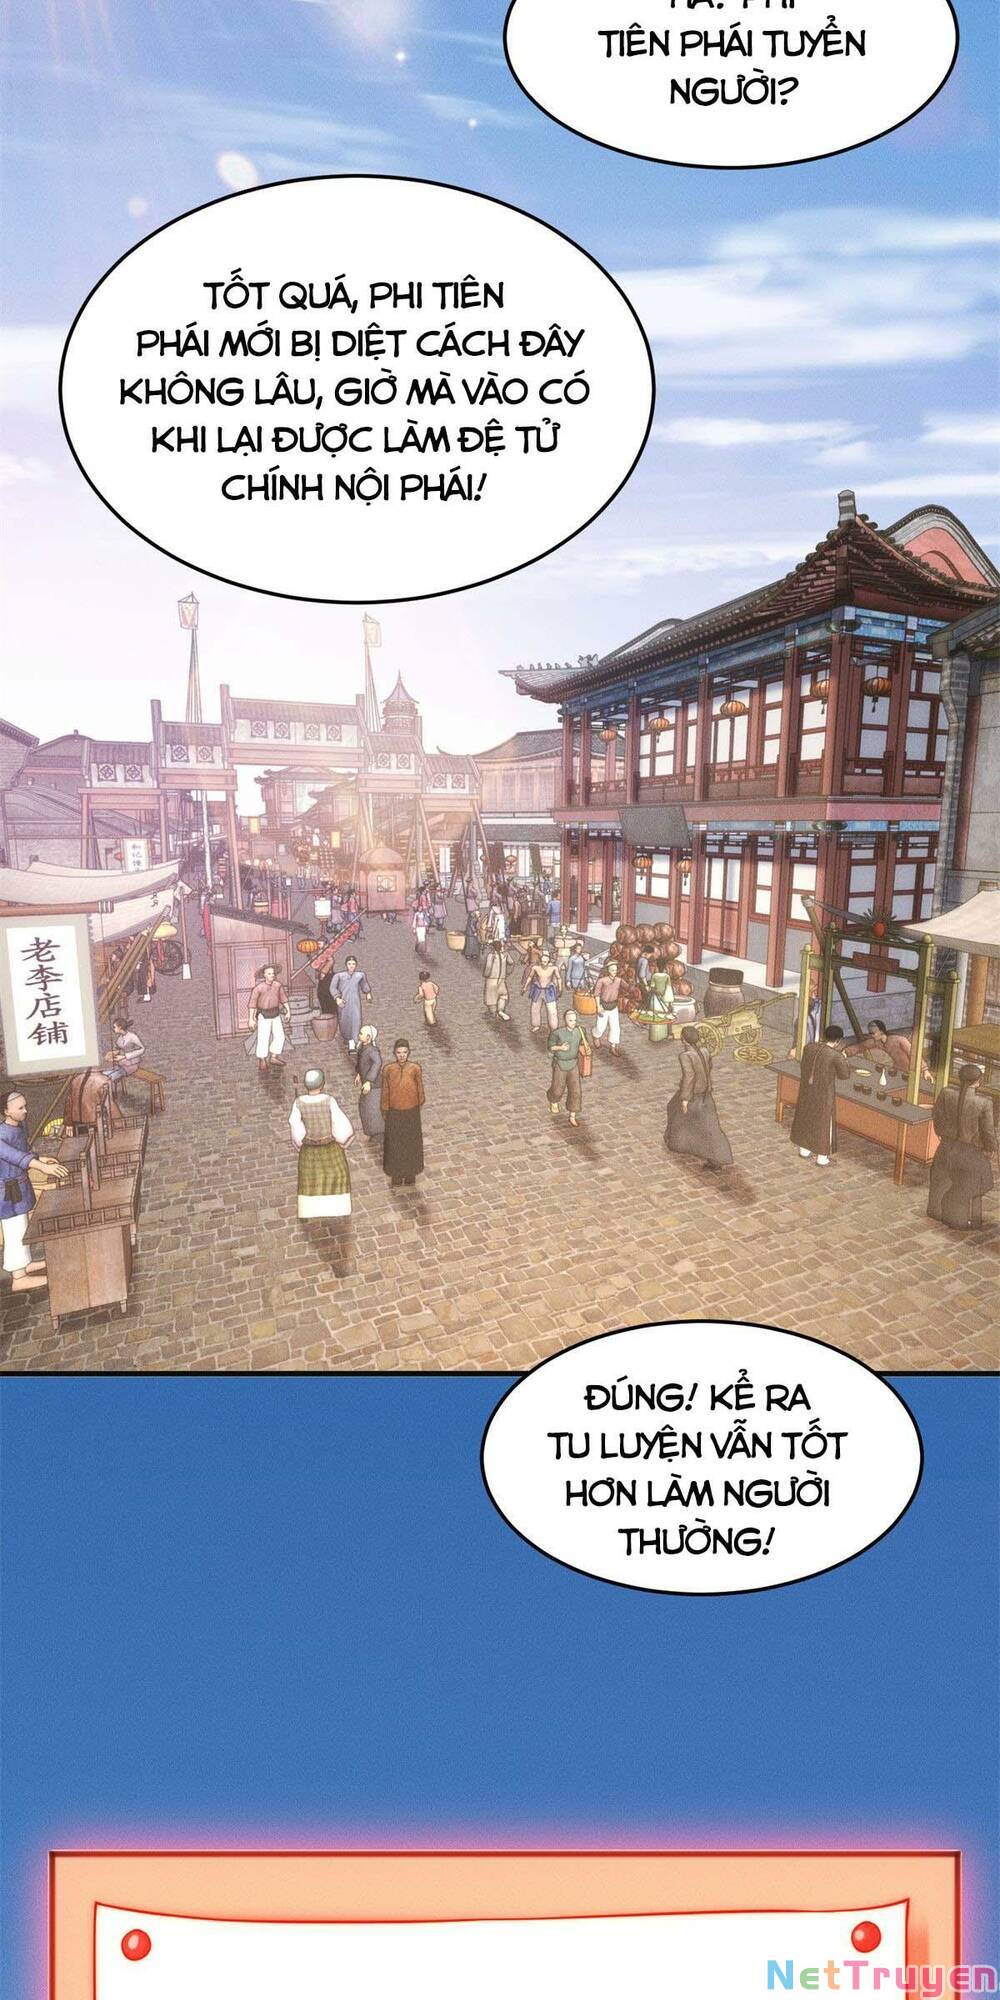 HẢ? PHI
TIÊN PHÁI TUYỂN
NGƯỜI?
TỐT QUÁ, PHI TIÊN
PHÁI MỚI BỊ DIỆT CÁCH ĐÂY
KHÔNG LÂU, GIỜ MÀ VÀO CÓ
KHI LẠI ĐƯỢC LÀM ĐỆ TỬ
CHÍNH NỘI PHÁI!
老李店铺
ĐÚNG! KỂ RA
TU LUYỆN VẪN TỐT
HƠN LÀM NGƯỜI
THƯỜNG!
NetTruyen